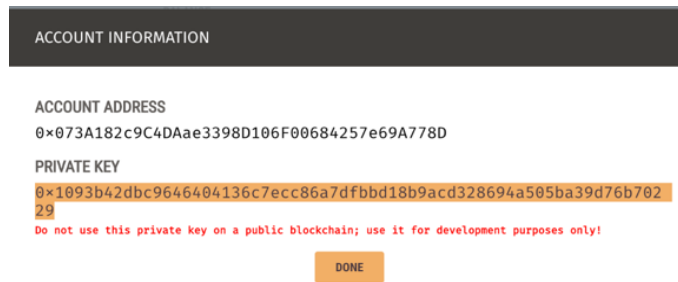 ACCOUNT INFORMATION
ACCOUNT ADDRESS
0×073A182c9C4DAae3398D106F00684257e69A778D
PRIVATE KEY
0×1093b42dbc9646404136c7ecc86a7dfbbd18b9acd328694a505ba39d76b702
29
Do not use this private key on a public blockchain; use it for development purposes only!
DONE